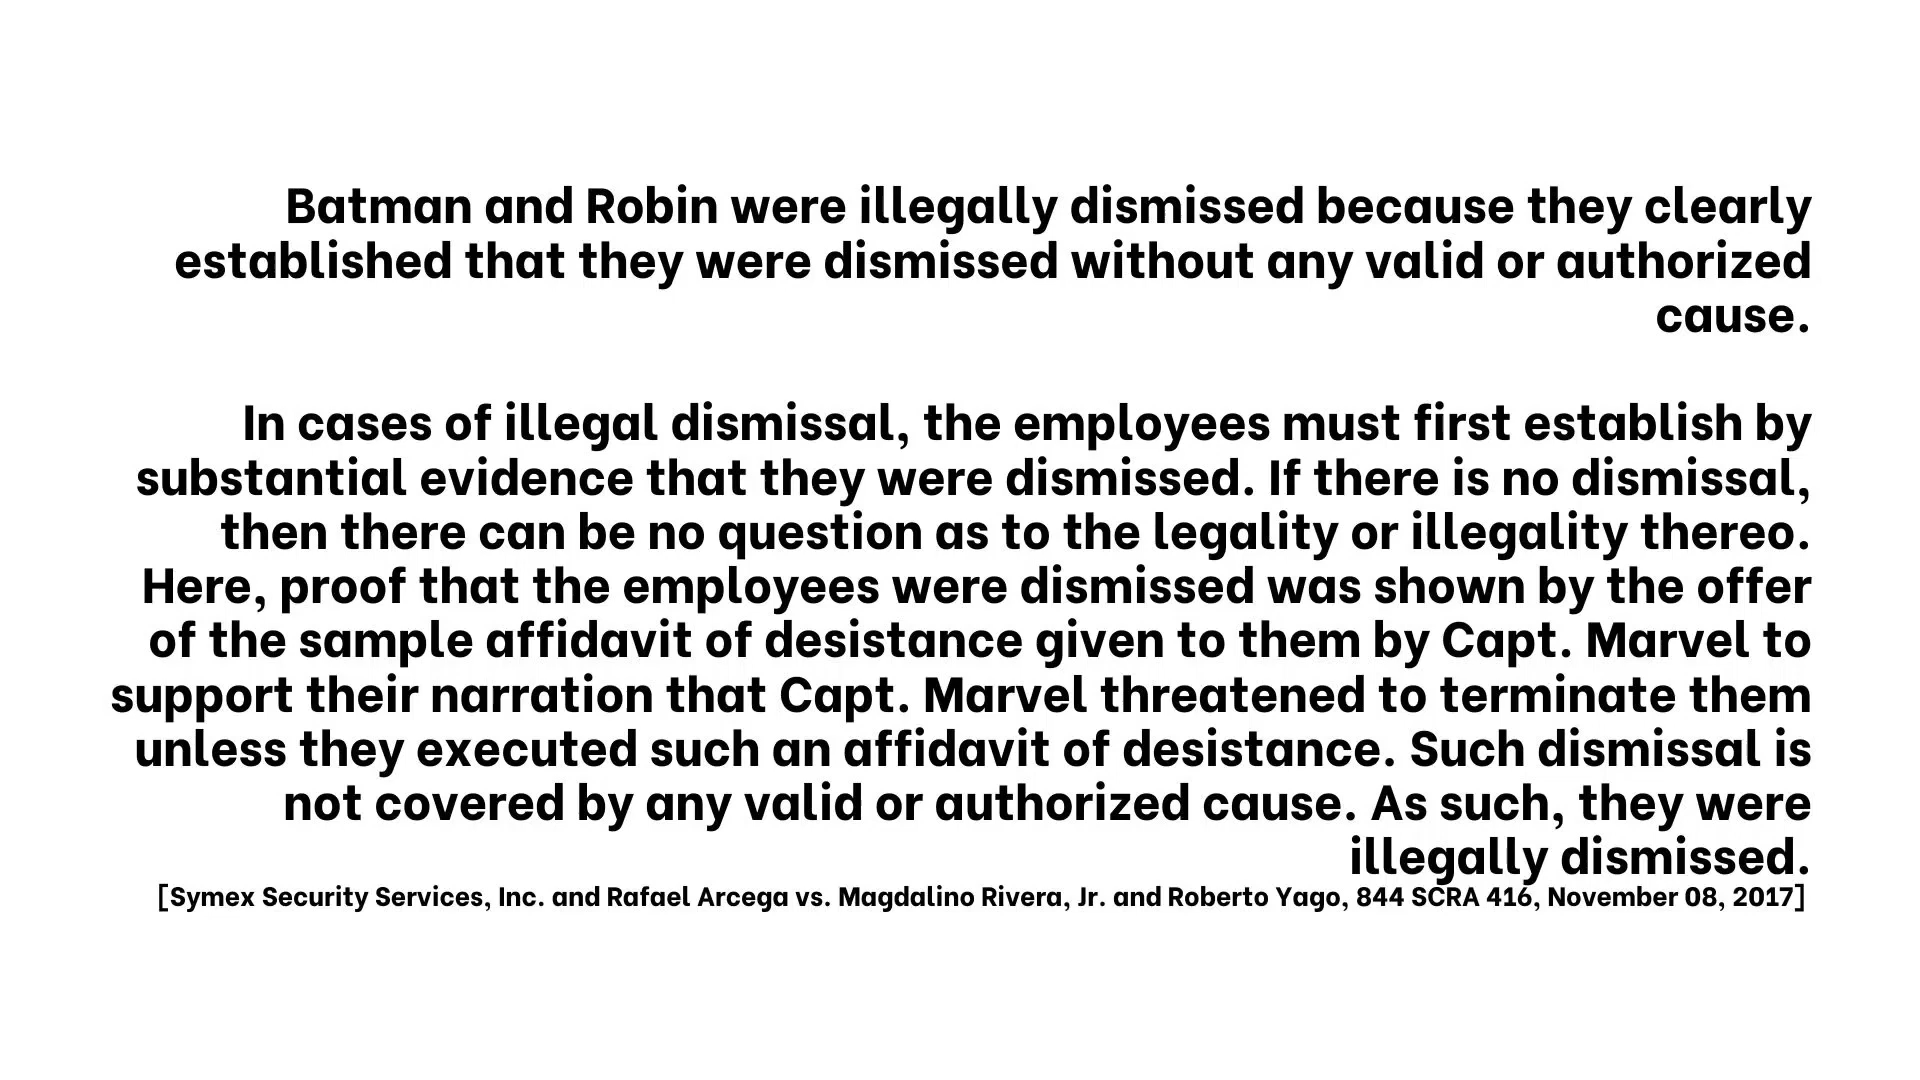 Batman and Robin were illegally dismissed because they clearly
established that they were dismissed without any valid or authorized
cause.
In cases of illegal dismissal, the employees must first establish by
substantial evidence that they were dismissed. If there is no dismissal,
then there can be no question as to the legality or illegality thereo.
Here, proof that the employees were dismissed was shown by the offer
of the sample affidavit of desistance given to them by Capt. Marvel to
support their narration that Capt. Marvel threatened to terminate them
unless they executed such an affidavit of desistance. Such dismissal is
not covered by any valid or authorized cause. As such, they were
illegally dismissed.
[Symex Security Services, Inc. and Rafael Arcega vs. Magdalino Rivera, Jr. and Roberto Yago, 844 SCRA 416, November 08, 2017]